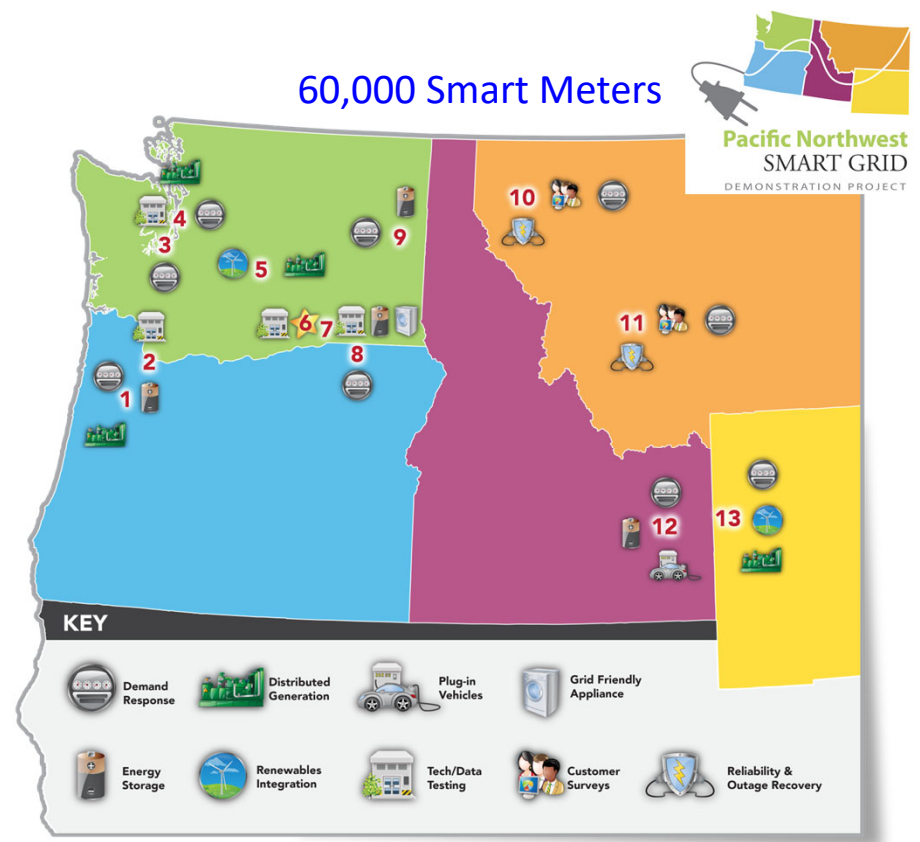 60,000 Smart Meters
Pacific Northwest
SMART GRID
DEMONSTRATION PROJECT
4
3
5
9
6
7
2
8
1
10
11
12
13
KEY
Demand
Response
Distributed
Generation
Plug-in
Vehicles
Grid Friendly
Appliance
Energy
Storage
Renewables
Integration
Tech/Data
Testing
Customer
Surveys
Reliability &
Outage Recovery